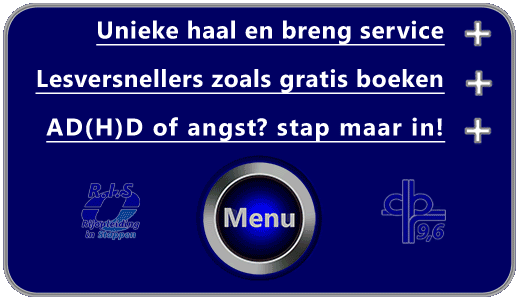 Unieke haal en breng service
Lesversnellers zoals gratis boeken
AD(H)D of angst? stap maar in!
Menu
R.I.S
Rijopleiding
in Stappen
9,6